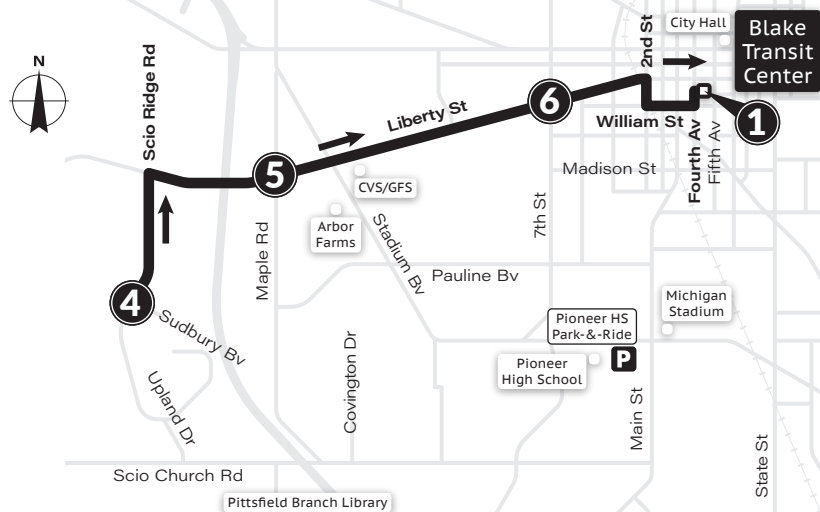 City Hall
Blake
Transit
Center
2nd St
N
Scio Ridge Rd
6
Liberty St
William St
1
Fourth Av
Fifth Av
5
Madison St
CVS/GFS
Arbor
Farms
Maple Rd
Stadium Bv
7th St
Pauline Bv
4
Sudbury Bv
Michigan
Stadium
Pioneer HS
Park-&-Ride
P
Pioneer
High School
Upland Dr
Covington Dr
Main St
State St
Scio Church Rd
Pittsfield Branch Library